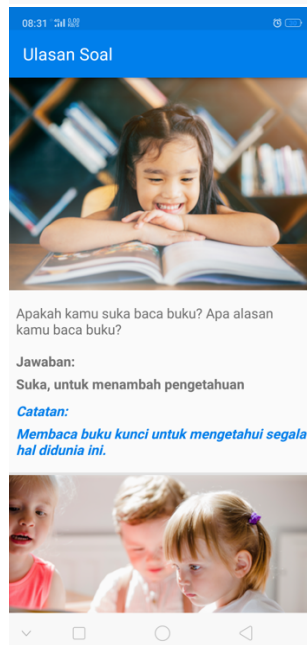 08:31
Ulasan Soal
Apakah kamu suka baca buku? Apa alasan
kamu baca buku?
Jawaban:
Suka, untuk menambah pengetahuan
Catatan:
Membaca buku kunci untuk mengetahui segala
hal didunia ini.